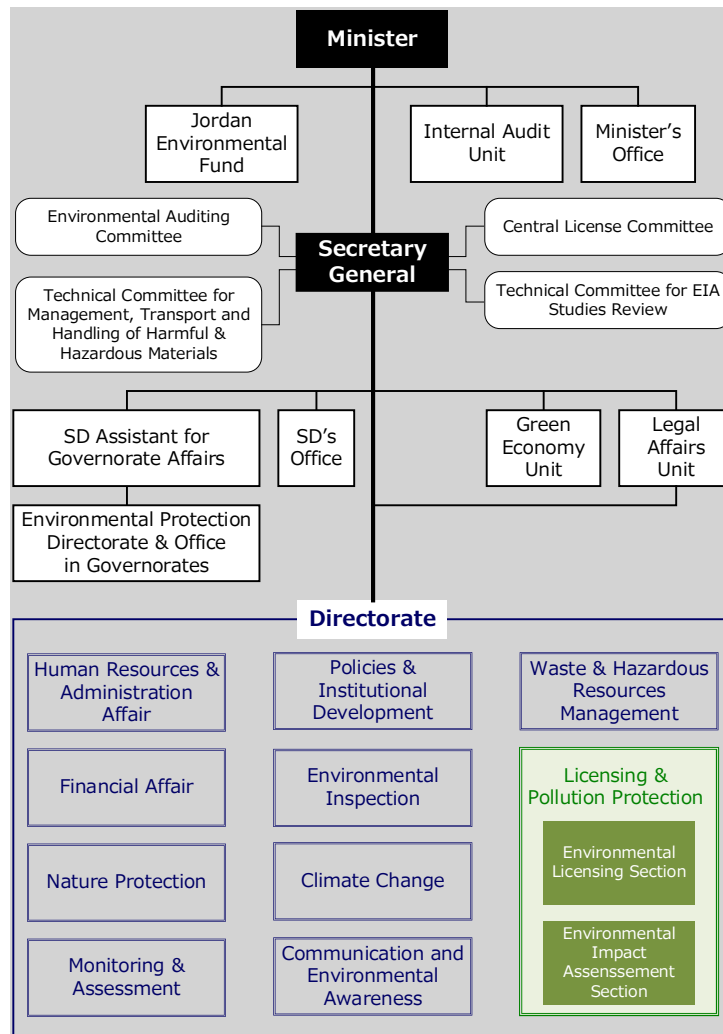 Minister
Jordan
Environmental
Fund
Internal Audit
Unit
Minister’s
Office
Environmental Auditing
Committee
Central License Committee
Secretary
General
Technical Committee for
Management, Transport and
Handling of Harmful &
Hazardous Materials
Technical Committee for EIA
Studies Review
SD Assistant for
Governorate Affairs
SD’s
Office
Green
Economy
Unit
Legal
Affairs
Unit
Environmental Protection
Directorate & Office
in Governorates
Directorate
Human Resources &
Administration
Affair
Policies &
Institutional
Development
Waste & Hazardous
Resources
Management
Financial Affair
Environmental
Inspection
Licensing &
Pollution Protection
Environmental
Licensing Section
Nature Protection
Climate Change
Environmental
Impact
Assenssement
Section
Monitoring &
Assessment
Communication and
Environmental
Awareness